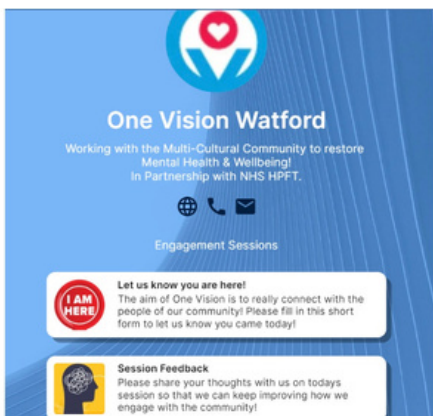 One Vision Watford
Working with the Multi-Cultural Community to restore
Mental Health & Wellbeing!
In Partnership with NHS HPFT.
Engagement Sessions
I AM
HERE
Let us know you are here!
The aim of One Vision is to really connect with the
people of our community! Please fill in this short
form to let us know you came today!
Session Feedback
Please share your thoughts with us on todays
session so that we can keep improving how we
engage with the community!